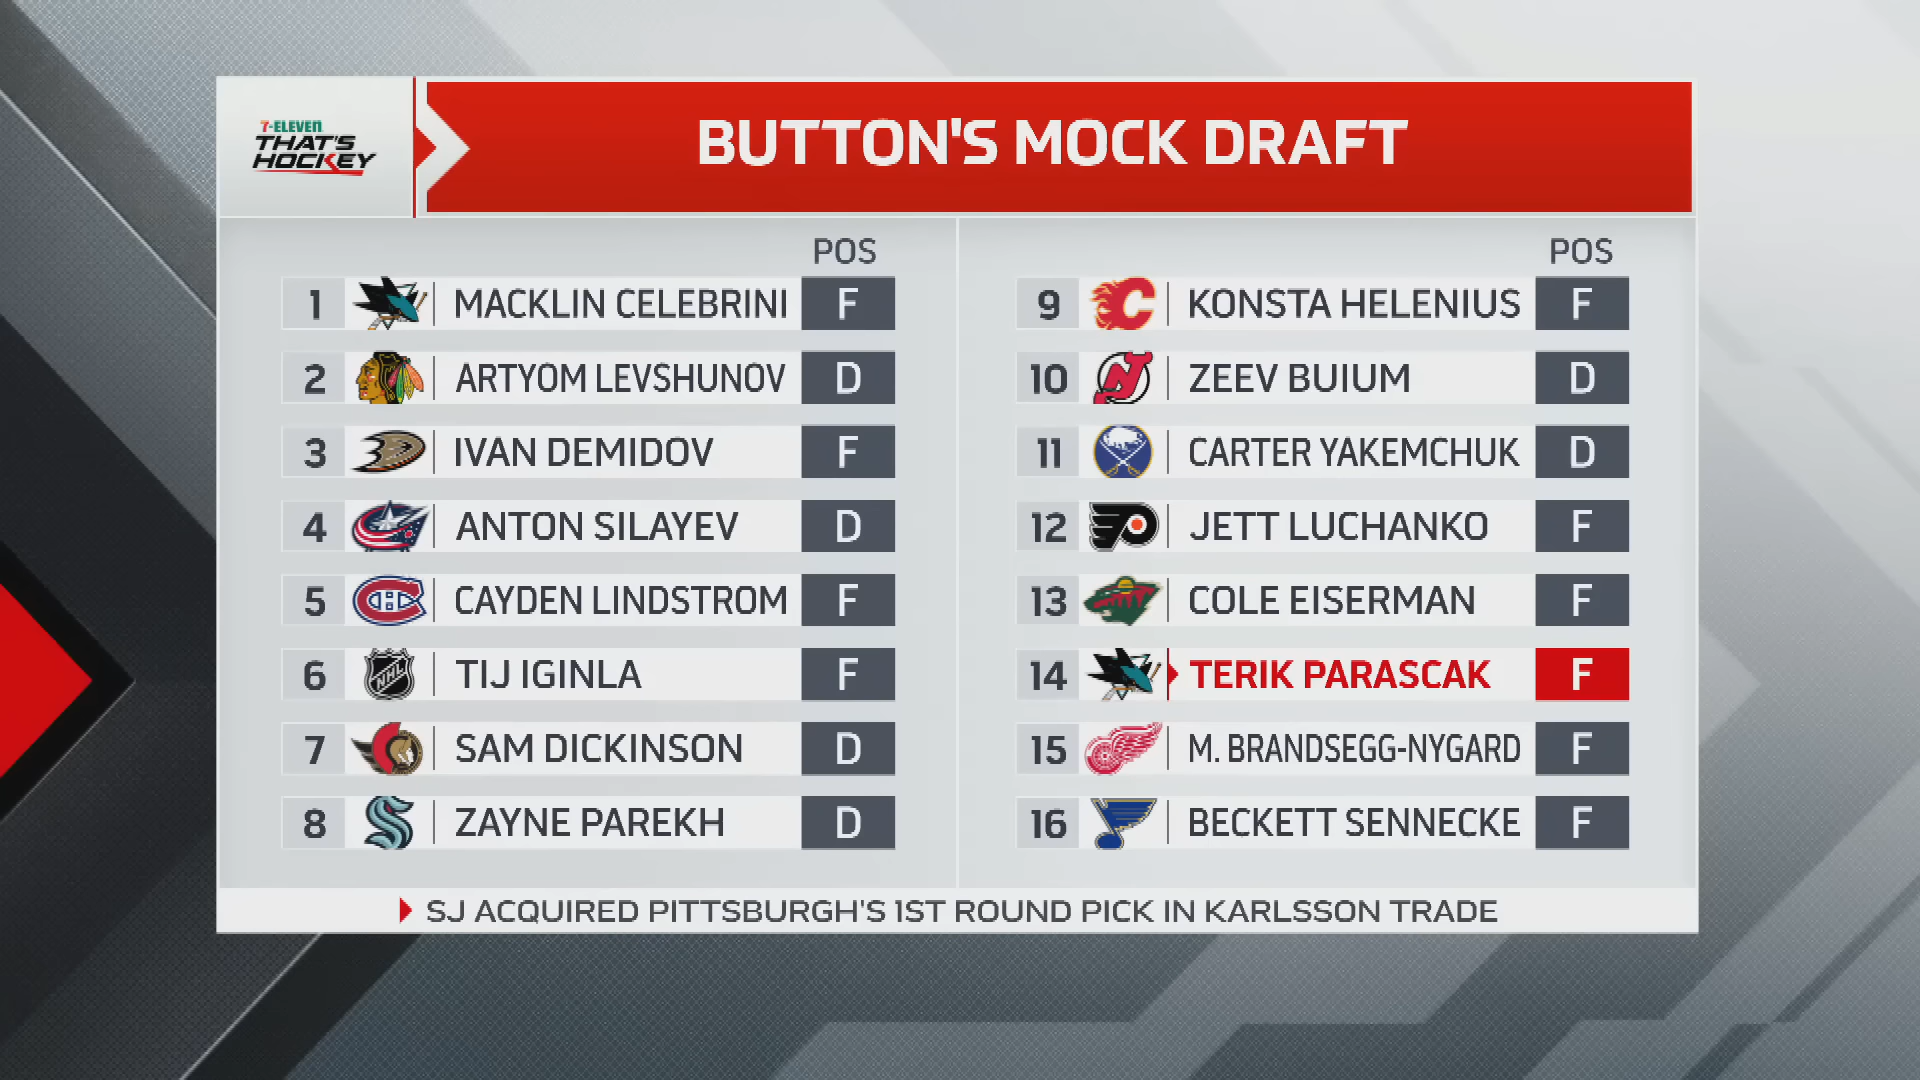 7-ELEVEN
THAT'S
HOCKEY
BUTTON'S MOCK DRAFT
POS
1 MACKLIN CELEBRINI F
2 ARTYOM LEVSHUNOV D
3 IVAN DEMIDOV F
4 ANTON SILAYEV D
5 CAYDEN LINDSTROM F
6 NHL TIJ IGINLA F
7 SAM DICKINSON D
8 ZAYNE PAREKH D
POS
9 KONSTA HELENIUS F
10 ZEEV BUIUM D
11 CARTER YAKEMCHUK D
12 JETT LUCHANKO F
13 COLE EISERMAN F
14 TERIK PARASCAK F
15 M. BRANDSEGG-NYGARD F
16 BECKETT SENNECKE F
SJ ACQUIRED PITTSBURGH'S 1ST ROUND PICK IN KARLSSON TRADE